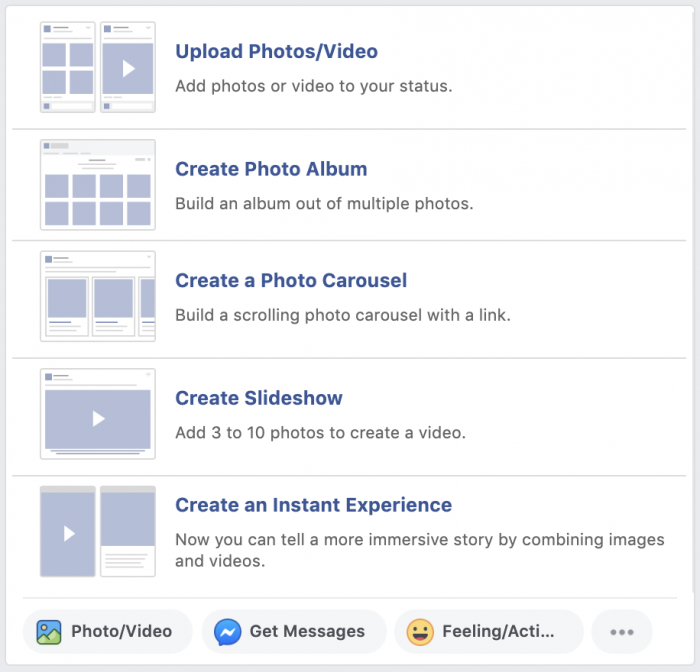 Upload Photos/Video
Add photos or video to your status.
Create Photo Album
Build an album out of multiple photos.
Create a Photo Carousel
Build a scrolling photo carousel with a link.
Create Slideshow
Add 3 to 10 photos to create a video.
Create an Instant Experience
Now you can tell a more immersive story by combining images
and videos.
Photo/Video
Get Messages
Feeling/Acti...